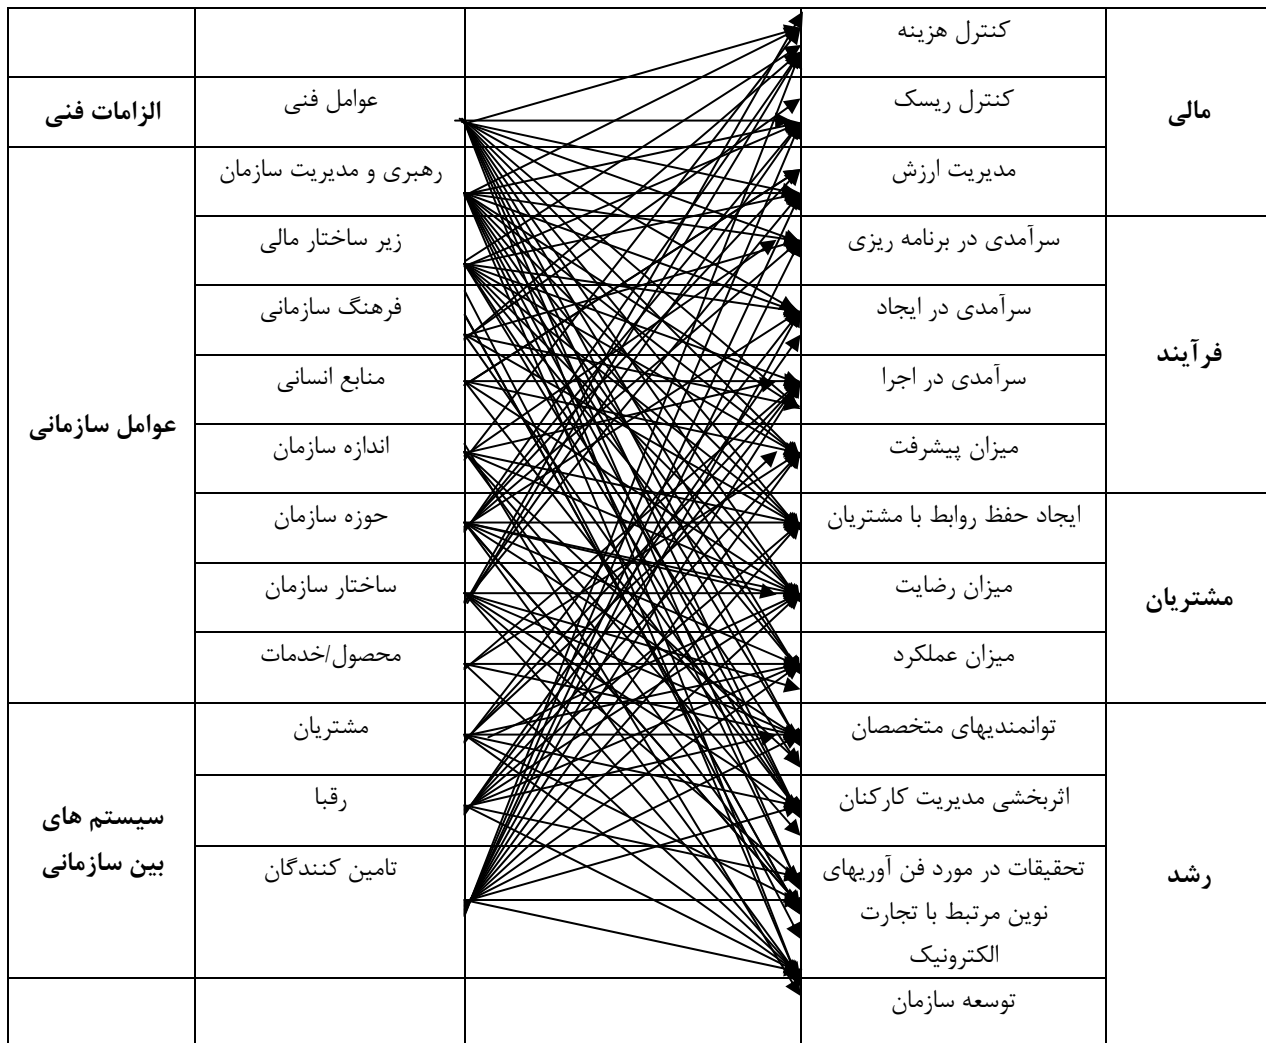 مالی
کنترل هزینه
کنترل ریسک
عوامل فنی
الزامات فنی
مدیریت ارزش
رهبری و مدیریت سازمان
عوامل سازمانی
فرآیند
سرآمدی در برنامه ریزی
زیر ساختار مالی
سرآمدی در ایجاد
فرهنگ سازمانی
سرآمدی در اجرا
منابع انسانی
میزان پیشرفت
اندازه سازمان
مشتریان
ایجاد حفظ روابط با مشتریان
حوزه سازمان
میزان رضایت
ساختار سازمان
میزان عملکرد
محصول/خدمات
رشد
توانمندیهای متخصصان
مشتریان
سیستم های
بین سازمانی
اثربخشی مدیریت کارکنان
رقبا
تحقیقات در مورد فن آوریهای
نوین مرتبط با تجارت
الکترونیک
تامین کنندگان
توسعه سازمان